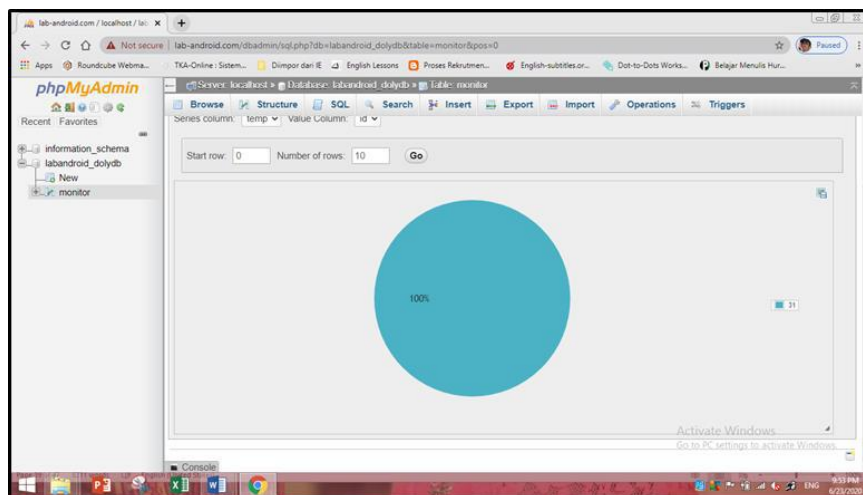 lab-android.com / localhost / lab
Not secure lab-android.com/dbadmin/sql.php?db=labandroid_dolydb&table=monitor&pos=0
Paused
Apps Roundcube Webma... TKA-Online : Sistem... Diimpor dari IE English Lessons Proses Rekrutmen... English-subtitles.or... Dot-to-Dots Works... Belajar Menulis Hur...
phpMyAdmin
Recent Favorites
information_schema
labandroid_dolydb
New
monitor
Server: localhost » Database: labandroid_dolydb » Table: monitor
Browse Structure SQL Search Insert Export Import Operations Triggers
Series column: temp Value Column: id
Start row: 0 Number of rows: 10 Go
100%
31
Activate Windows
Go to PC settings to activate Windows.
Console
ENG
9:53 PM